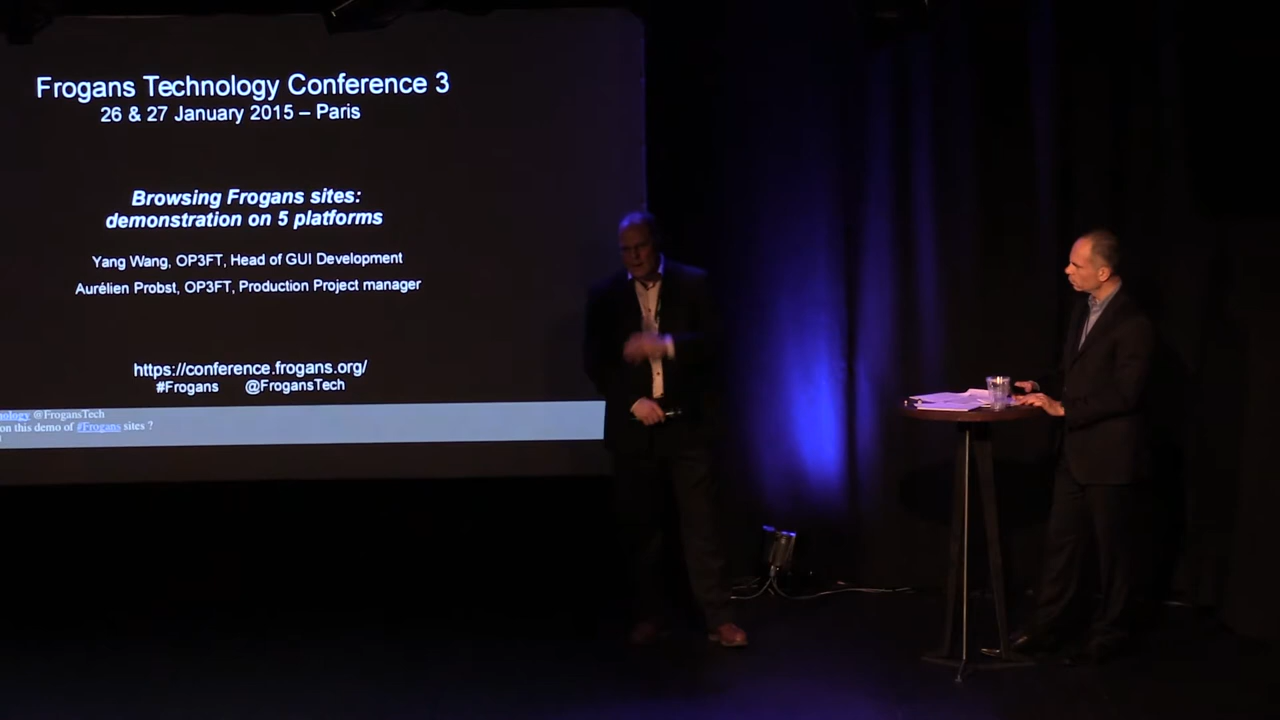 Frogans Technology Conference 3
26 & 27 January 2015 – Paris
Browsing Frogans sites:
demonstration on 5 platforms
Yang Wang, OP3FT, Head of GUI Development
Aurélien Probst, OP3FT, Production Project manager
https://conference.frogans.org/
#Frogans @FrogansTech
nology @FrogansTech
on this demo of #Frogans sites ?